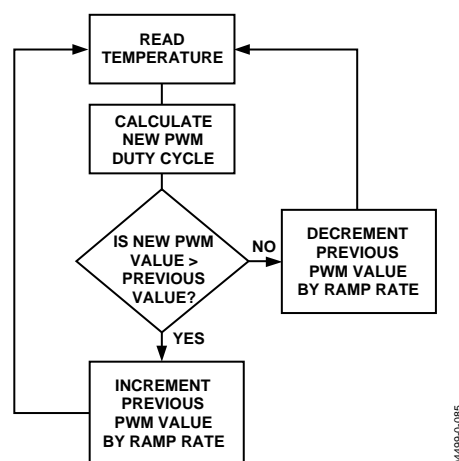 READ
TEMPERATURE
CALCULATE
NEW PWM
DUTY CYCLE
IS NEW PWM
VALUE >
PREVIOUS
VALUE?
NO
DECREMENT
PREVIOUS
PWM VALUE
BY RAMP RATE
YES
INCREMENT
PREVIOUS
PWM VALUE
BY RAMP RATE